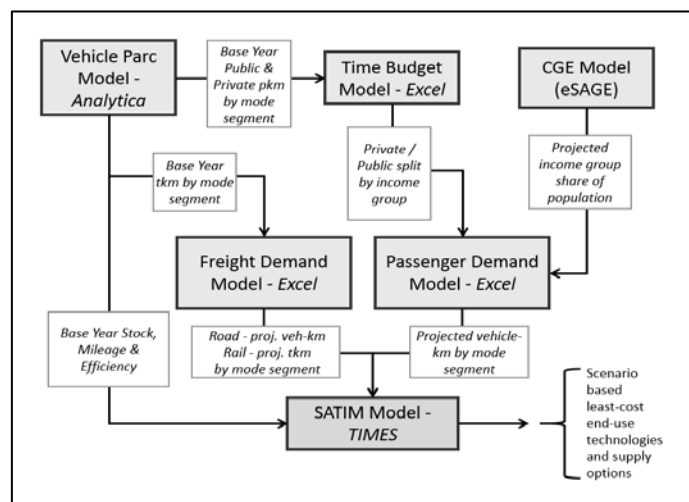 Vehicle Parc
Model -
Analytica
Base Year
Public &
Private pkm
by mode
segment
Time Budget
Model - Excel
CGE Model
(eSAGE)
Base Year
tkm by mode
segment
Private /
Public split
by income
group
Projected
income group
share of
population
Freight Demand
Model - Excel
Passenger Demand
Model - Excel
Base Year Stock,
Mileage &
Efficiency
Road - proj. veh-km
Rail - proj. tkm
by mode segment
Projected vehicle-
km by mode
segment
SATIM Model -
TIMES
Scenario
based
least-cost
end-use
technologies
and supply
options